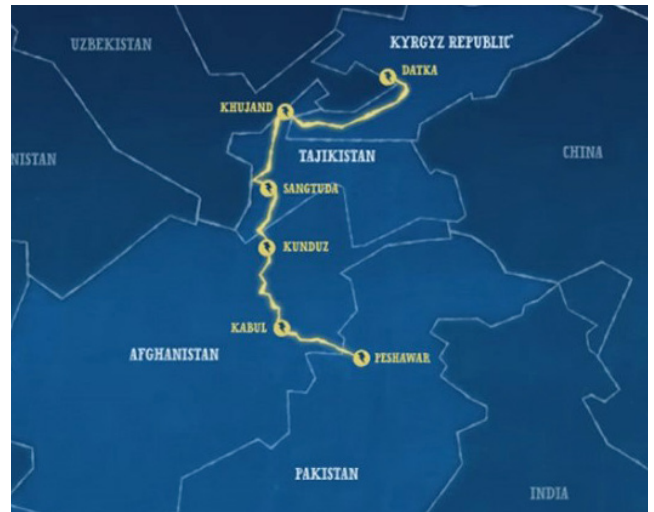 UZBEKISTAN
KYRGYZ REPUBLIC
DATKA
KHUJAND
CHINA
TAJIKISTAN
NISTAN
SANGTUDA
KUNDUZ
KABUL
AFGHANISTAN
PESHAWAR
PAKISTAN
INDIA